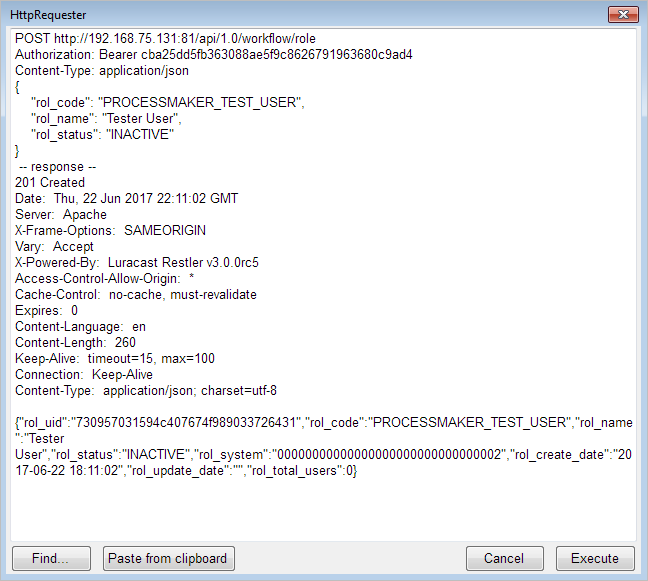 HttpRequester
POST http://192.168.75.131:81/api/1.0/workflow/role
Authorization: Bearer cba25dd5fb363088ae5f9c8626791963680c9ad4
Content-Type: application/json
{
"rol_code": "PROCESSMAKER_TEST_USER",
"rol_name": "Tester User",
"rol_status": "INACTIVE"
}
-- response --
201 Created
Date: Thu, 22 Jun 2017 22:11:02 GMT
Server: Apache
X-Frame-Options: SAMEORIGIN
Vary: Accept
X-Powered-By: Luracast Restler v3.0.0rc5
Access-Control-Allow-Origin: *
Cache-Control: no-cache, must-revalidate
Expires: 0
Content-Language: en
Content-Length: 260
Keep-Alive: timeout=15, max=100
Connection: Keep-Alive
Content-Type: application/json; charset=utf-8
{"rol_uid":"730957031594c407674f989033726431","rol_code":"PROCESSMAKER_TEST_USER","rol_name
":"Tester
User","rol_status":"INACTIVE","rol_system":"00000000000000000000000000000002","rol_create_date":"20
17-06-22 18:11:02","rol_update_date":"","rol_total_users":0}
Find...
Paste from clipboard
Cancel
Execute